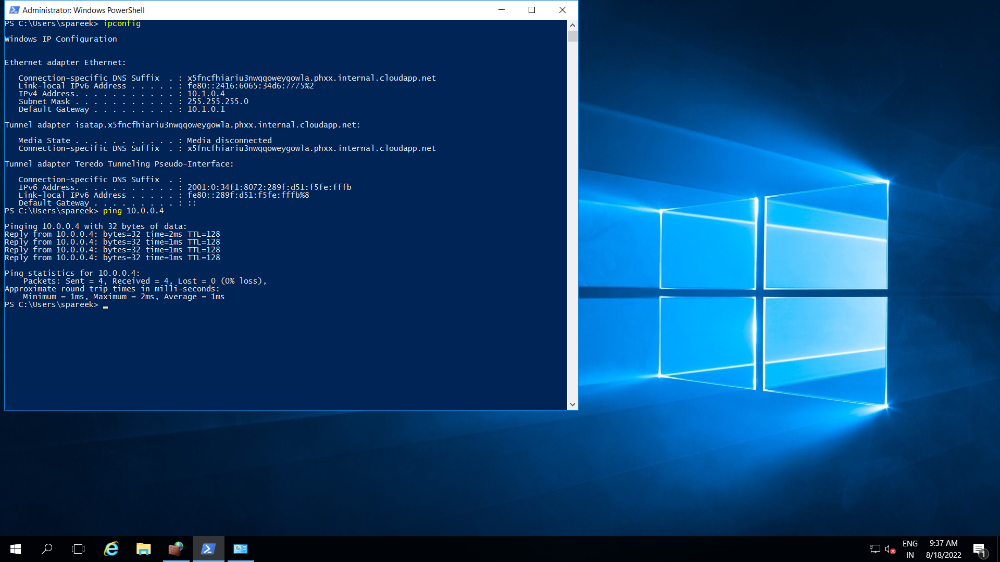 Administrator: Windows PowerShell
PS C:\Users\spareek> ipconfig
Windows IP Configuration
Ethernet adapter Ethernet:
   Connection-specific DNS Suffix  . : x5fncfhiariu3nwqqoweygowla.phxx.internal.cloudapp.net
   Link-local IPv6 Address . . . . . : fe80::2416:6065:34d6:7775%2
   IPv4 Address. . . . . . . . . . . : 10.1.0.4
   Subnet Mask . . . . . . . . . . . : 255.255.255.0
   Default Gateway . . . . . . . . . : 10.1.0.1
Tunnel adapter isatap.x5fncfhiariu3nwqqoweygowla.phxx.internal.cloudapp.net:
   Media State . . . . . . . . . . . : Media disconnected
   Connection-specific DNS Suffix  . : x5fncfhiariu3nwqqoweygowla.phxx.internal.cloudapp.net
Tunnel adapter Teredo Tunneling Pseudo-Interface:
   Connection-specific DNS Suffix  . :
   IPv6 Address. . . . . . . . . . . : 2001:0:34f1:8072:289f:d51:f5fe:fffb
   Link-local IPv6 Address . . . . . : fe80::289f:d51:f5fe:fffb%8
   Default Gateway . . . . . . . . . : ::
PS C:\Users\spareek> ping 10.0.0.4
Pinging 10.0.0.4 with 32 bytes of data:
Reply from 10.0.0.4: bytes=32 time=2ms TTL=128
Reply from 10.0.0.4: bytes=32 time=1ms TTL=128
Reply from 10.0.0.4: bytes=32 time=1ms TTL=128
Reply from 10.0.0.4: bytes=32 time=1ms TTL=128
Ping statistics for 10.0.0.4:
    Packets: Sent = 4, Received = 4, Lost = 0 (0% loss),
Approximate round trip times in milli-seconds:
    Minimum = 1ms, Maximum = 2ms, Average = 1ms
PS C:\Users\spareek>
ENG
IN
9:37 AM
8/18/2022
1